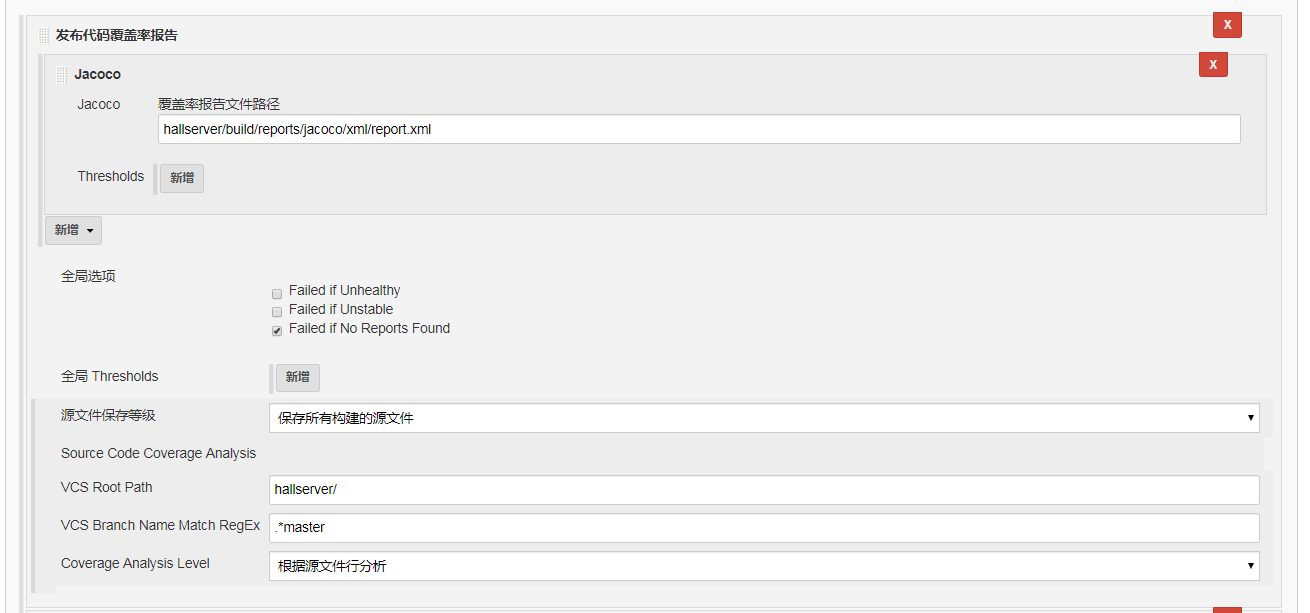 发布代码覆盖率报告
X
X
Jacoco
Jacoco
覆盖率报告文件路径
hallserver/build/reports/jacoco/xml/report.xml
Thresholds
新增
新增
全局选项
Failed if Unhealthy
Failed if Unstable
Failed if No Reports Found
全局 Thresholds
新增
源文件保存等级
保存所有构建的源文件
Source Code Coverage Analysis
VCS Root Path
hallserver/
VCS Branch Name Match RegEx
.*master
Coverage Analysis Level
根据源文件行分析